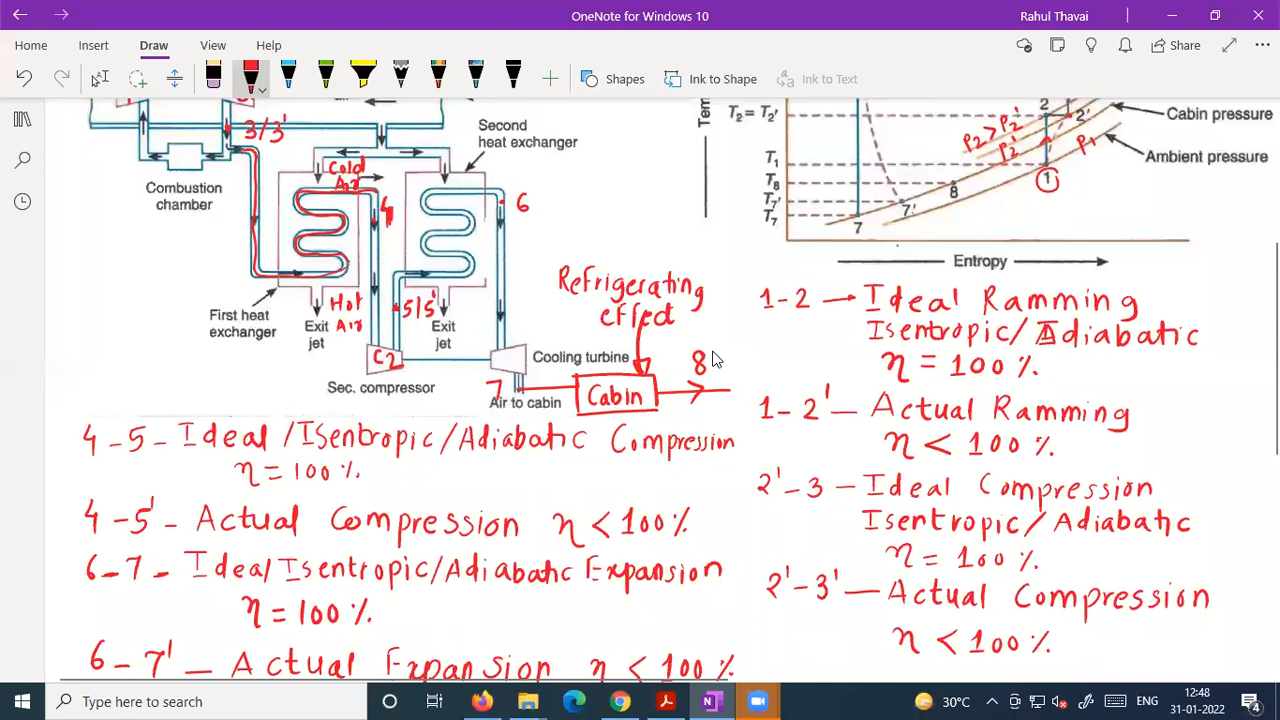 OneNote for Windows 10
Rahul Thavai
Home
Insert
Draw
View
Help
Share
Shapes
Ink to Shape
Ink to Text
3/3'
Combustion
chamber
Cold
Air
Second
heat exchanger
4
6
First heat
exchanger
Hot
Air
Exit
jet
5/5'
Exit
jet
C2
Sec. compressor
Cooling turbine
7
Air to cabin
Refrigerating
effect
Cabin
8
T2 = T2'
T1
T8
T7'
T7
2
2'
P2 > P2'
P2'
P1
1
8
7'
7
Cabin pressure
Ambient pressure
Entropy
4-5 - Ideal /Isentropic/Adiabatic Compression
η = 100 %.
4-5' - Actual Compression η < 100 %
6-7 - Ideal Isentropic/Adiabatic Expansion
η = 100 %.
6-7' - Actual Expansion η < 100 %.
1-2 → Ideal Ramming
Isentropic/Adiabatic
η = 100 %.
1-2' - Actual Ramming
η < 100 %.
2'-3 - Ideal Compression
Isentropic/Adiabatic
η = 100 %.
2'-3' - Actual Compression
η < 100 %.
Type here to search
30°C
ENG
12:48
31-01-2022
4